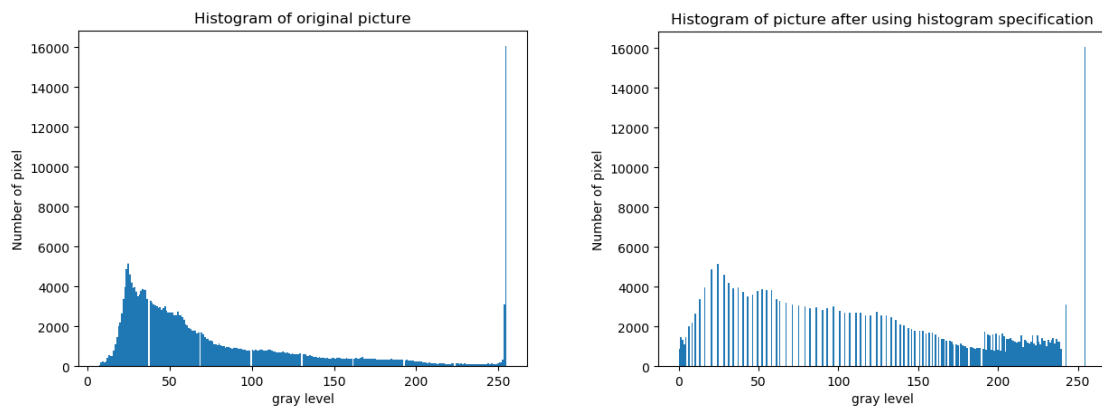 Histogram of original picture
16000
14000
12000
10000
8000
6000
4000
2000
0
Number of pixel
0 50 100 150 200 250
gray level
Histogram of picture after using histogram specification
16000
14000
12000
10000
8000
6000
4000
2000
0
Number of pixel
0 50 100 150 200 250
gray level